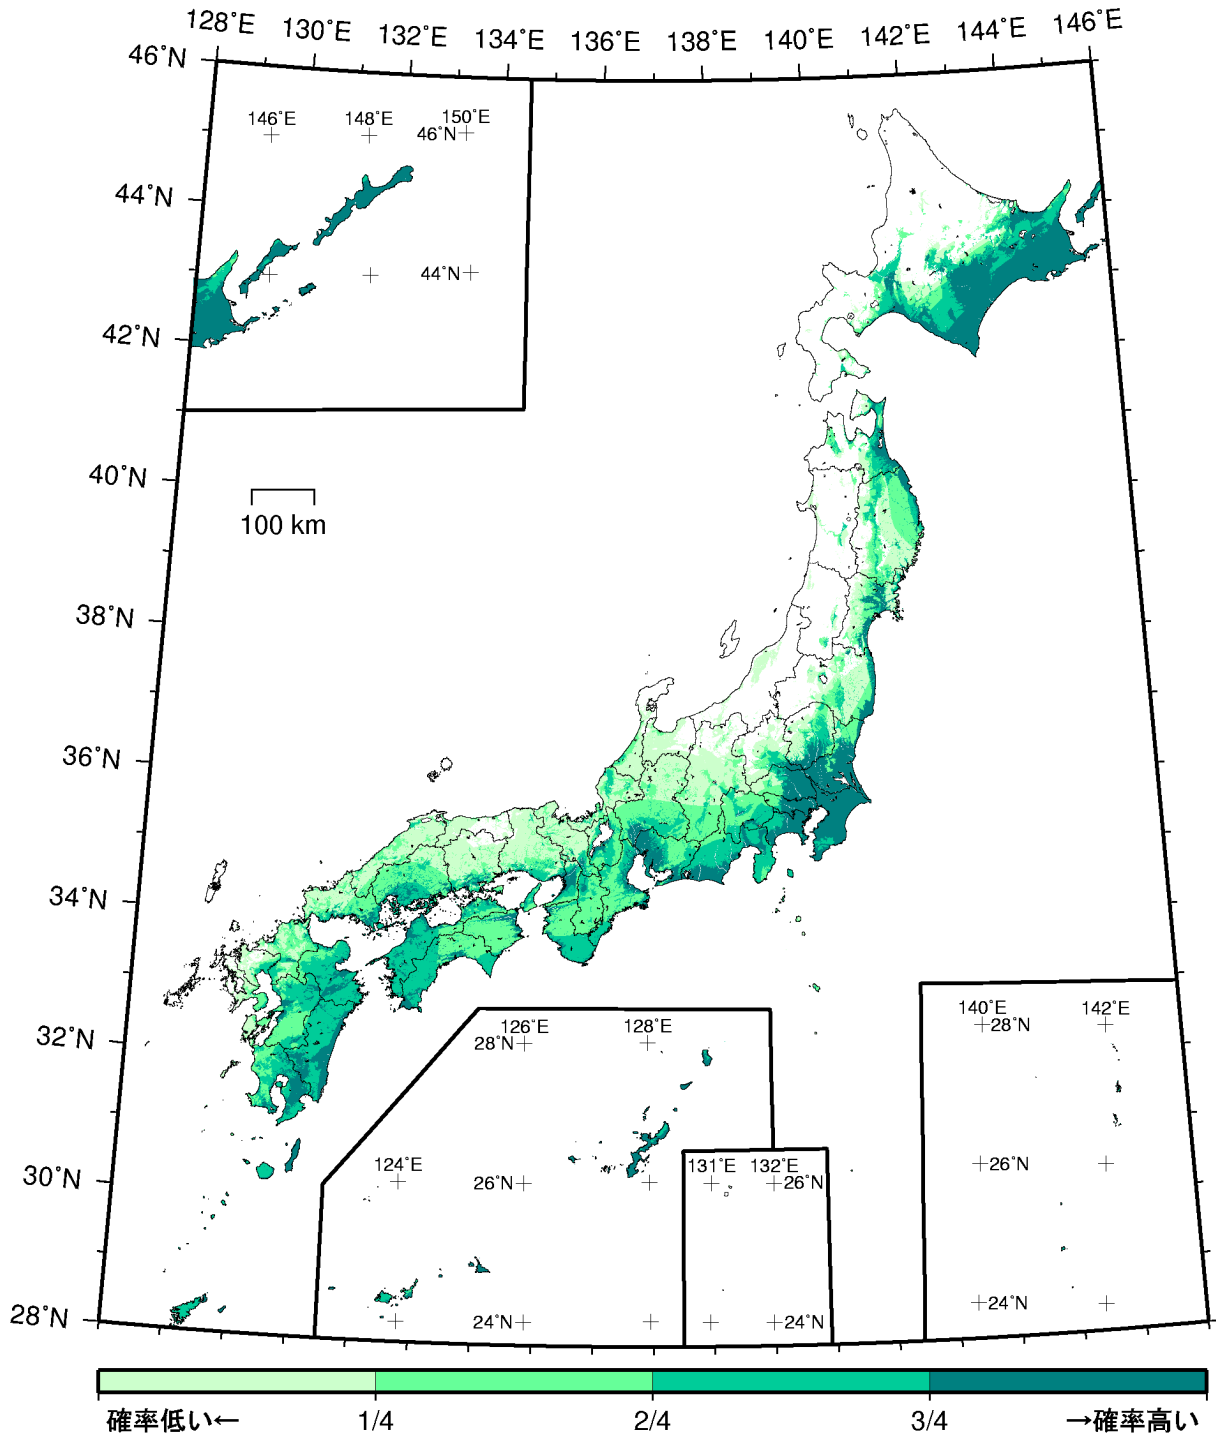 128°E 130°E 132°E 134°E 136°E 138°E 140°E 142°E 144°E 146°E
46°N
146°E 148°E 150°E
46°N
44°N
44°N
42°N
40°N
100 km
38°N
36°N
34°N
32°N
126°E 128°E
28°N
140°E 142°E
28°N
124°E
26°N
131°E 132°E
26°N
26°N
30°N
24°N
24°N
24°N
28°N
確率低い← 1/4 2/4 3/4 →確率高い